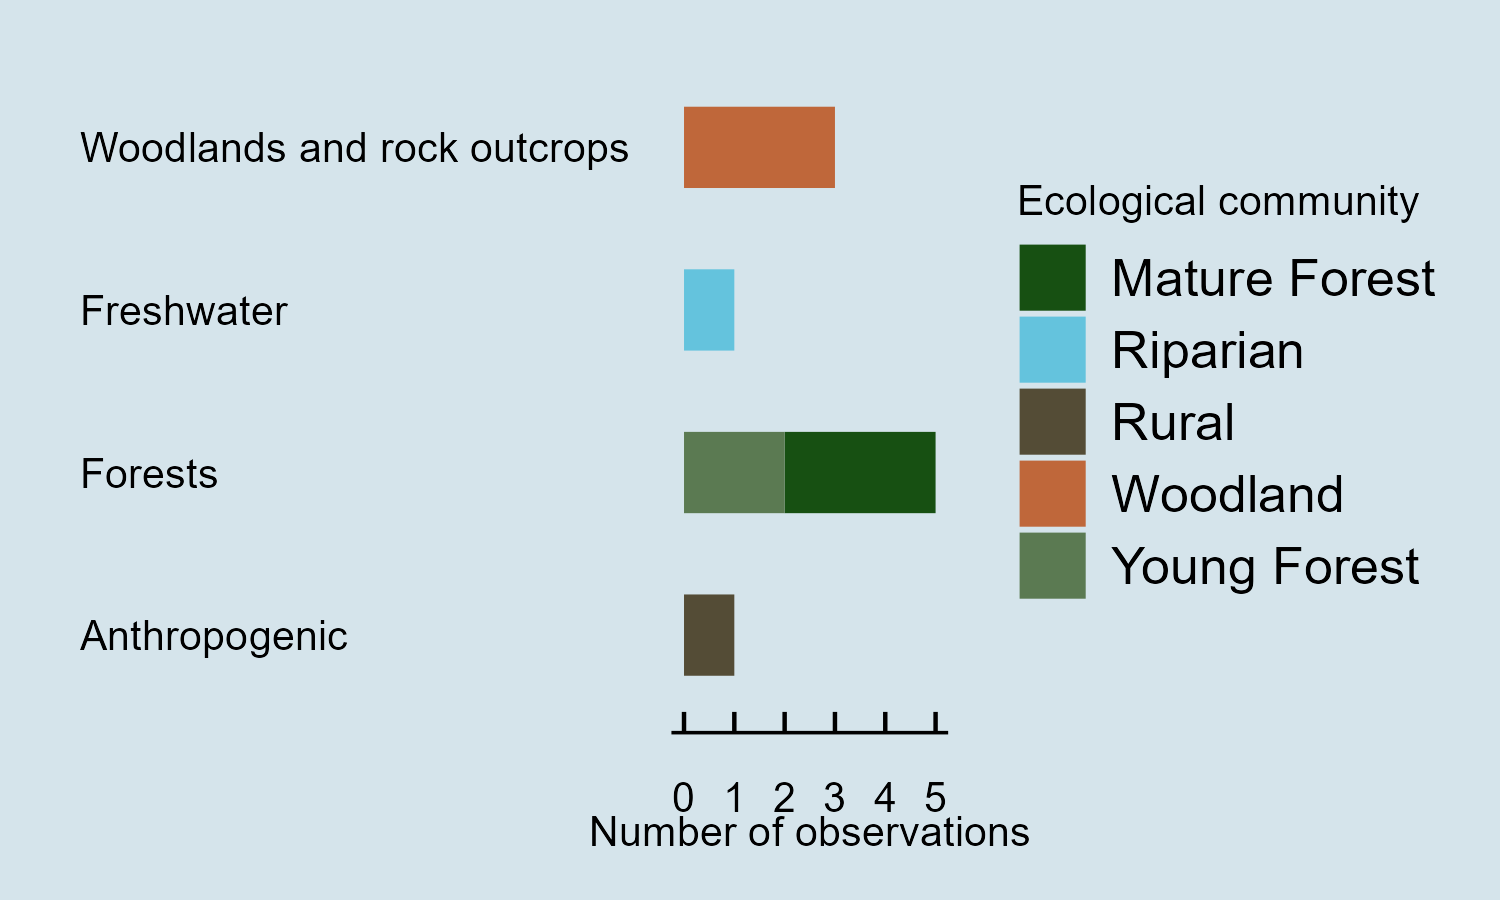 Woodlands and rock outcrops
Freshwater
Forests
Anthropogenic
0 1 2 3 4 5
Number of observations
Ecological community
Mature Forest
Riparian
Rural
Woodland
Young Forest